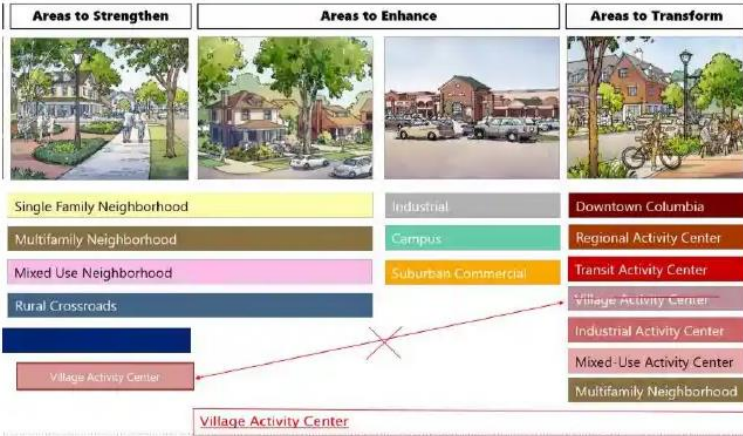 Areas to Strengthen
Areas to Enhance
Areas to Transform
Single Family Neighborhood
Multifamily Neighborhood
Mixed Use Neighborhood
Rural Crossroads
Village Activity Center
Industrial
Campus
Suburban Commercial
Downtown Columbia
Regional Activity Center
Transit Activity Center
Village Activity Center
Industrial Activity Center
Mixed-Use Activity Center
Multifamily Neighborhood
Village Activity Center